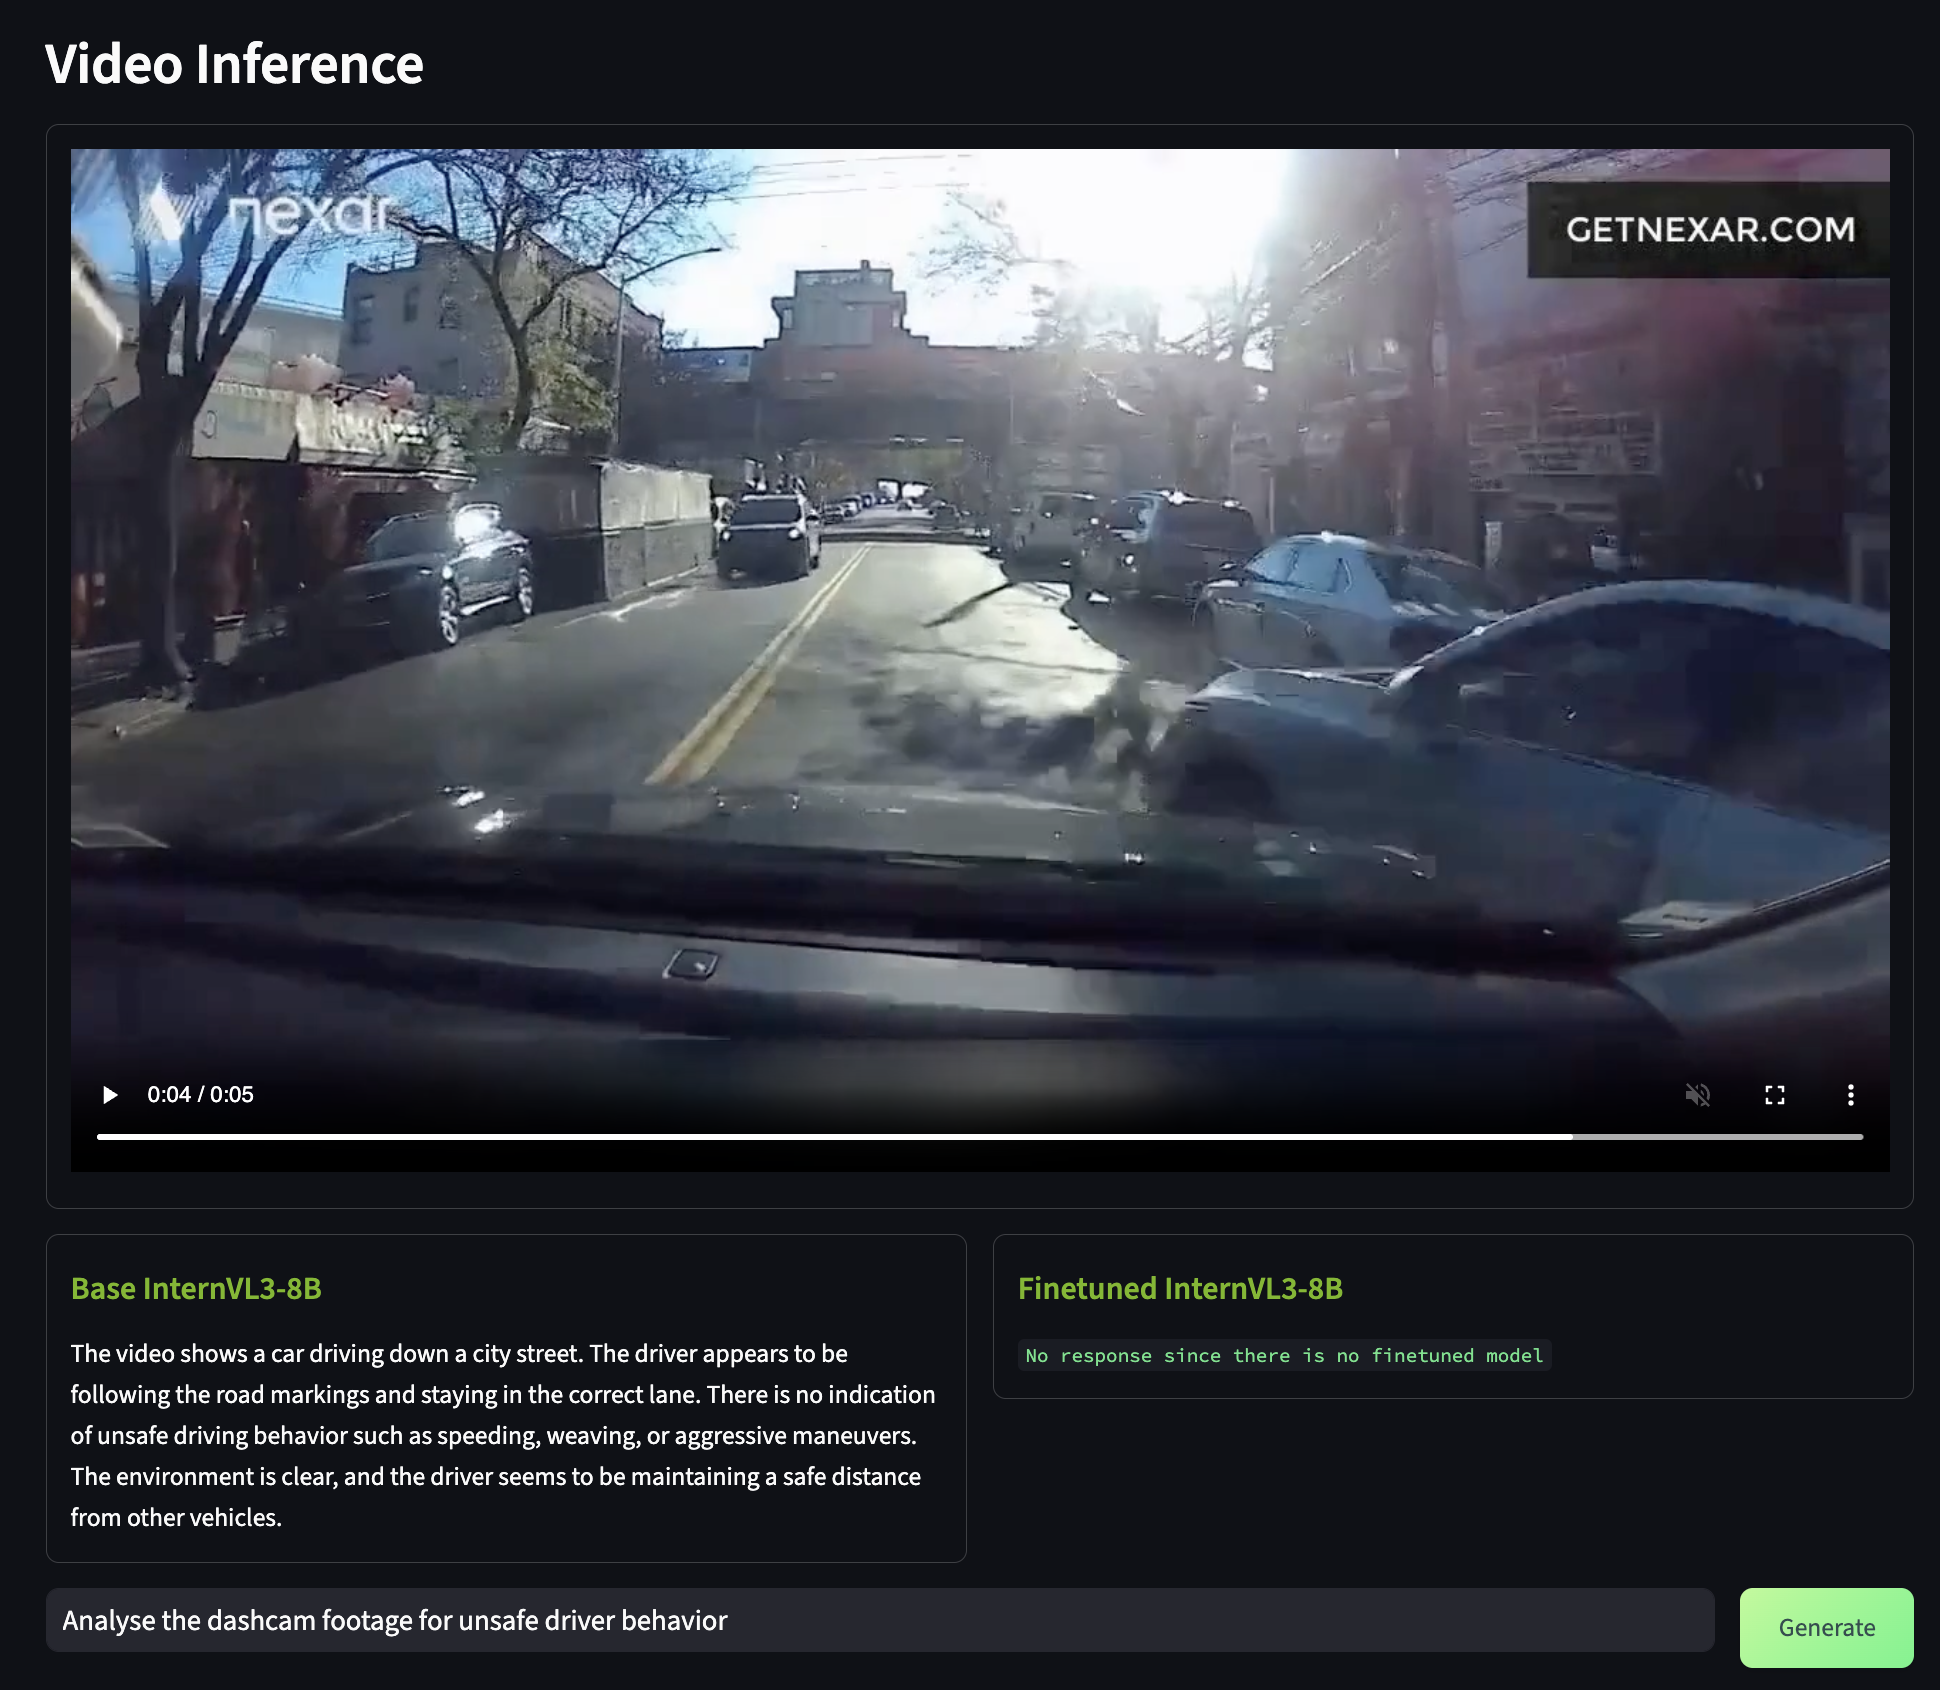 Video Inference
nexar
GETNEXAR.COM
0:04 / 0:05
Base InternVL3-8B
The video shows a car driving down a city street. The driver appears to be
following the road markings and staying in the correct lane. There is no indication
of unsafe driving behavior such as speeding, weaving, or aggressive maneuvers.
The environment is clear, and the driver seems to be maintaining a safe distance
from other vehicles.
Finetuned InternVL3-8B
No response since there is no finetuned model
Analyse the dashcam footage for unsafe driver behavior
Generate